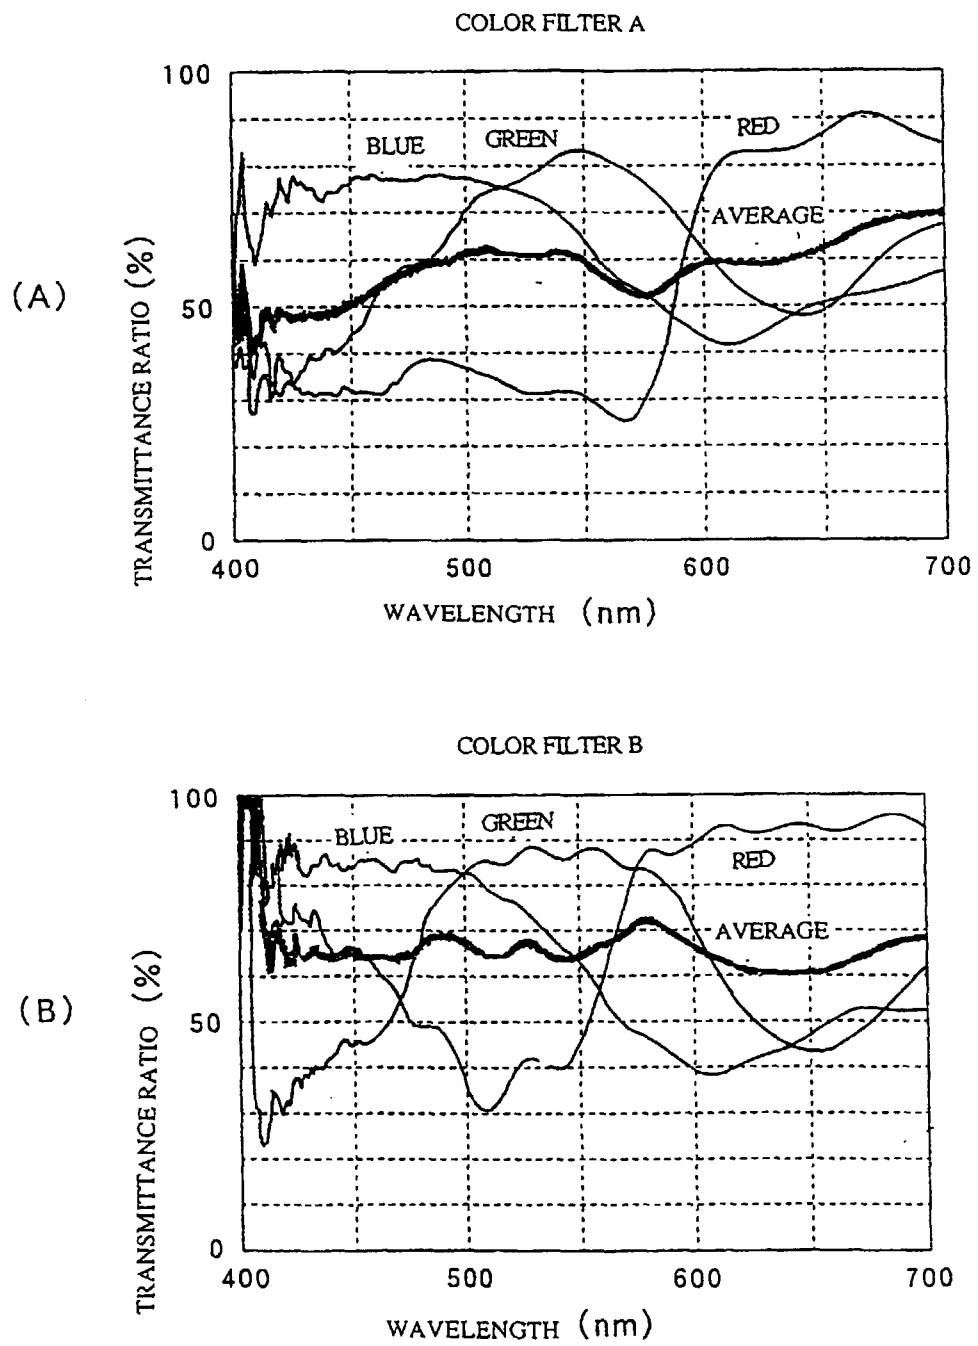 COLOR FILTER A
(A)
TRANSMITTANCE RATIO (%)
100
50
0
BLUE
GREEN
RED
AVERAGE
400 500 600 700
WAVELENGTH (nm)
COLOR FILTER B
(B)
TRANSMITTANCE RATIO (%)
100
50
0
BLUE
GREEN
RED
AVERAGE
400 500 600 700
WAVELENGTH (nm)